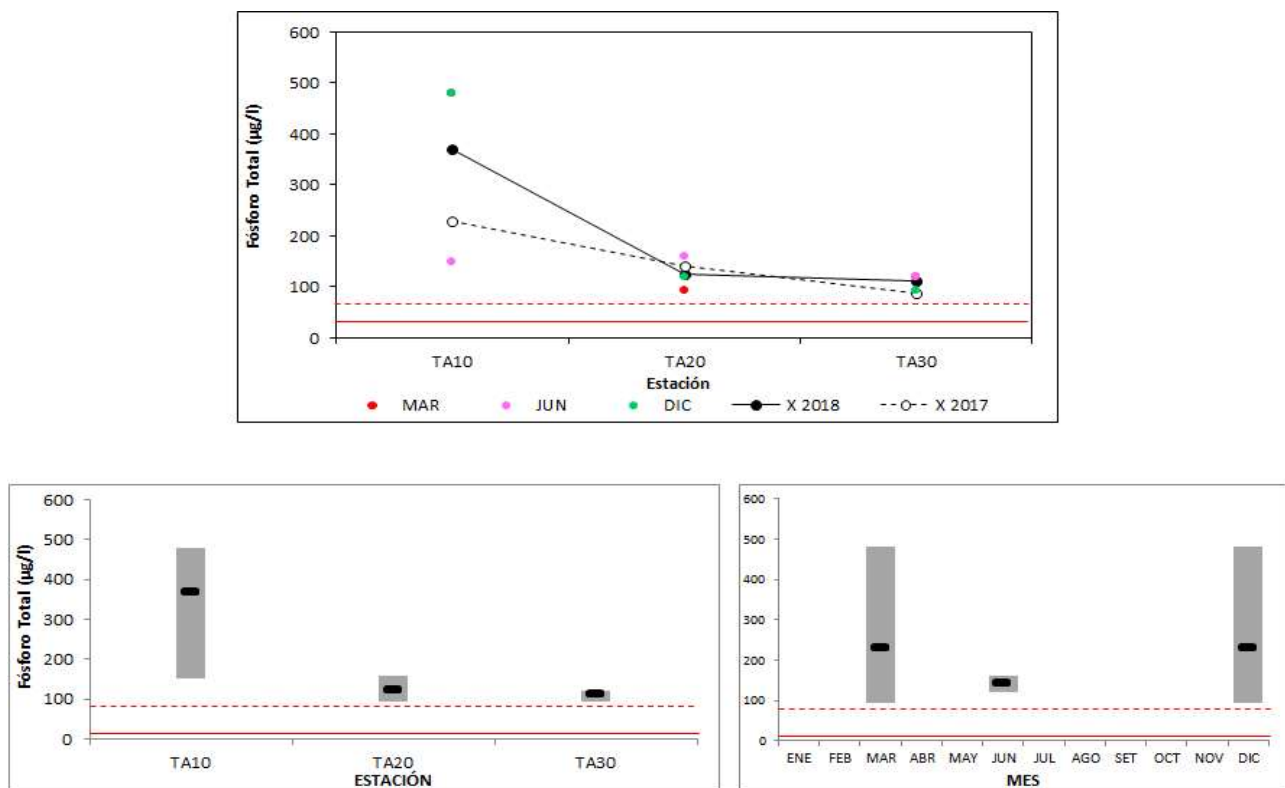 Fósforo Total (µg/l)
600
500
400
300
200
100
0
TA10 TA20 TA30
Estación
MAR JUN DIC X 2018 X 2017
Fósforo Total (µg/l)
600
500
400
300
200
100
0
TA10 TA20 TA30
ESTACIÓN
600
500
400
300
200
100
0
ENE FEB MAR ABR MAY JUN JUL AGO SET OCT NOV DIC
MES